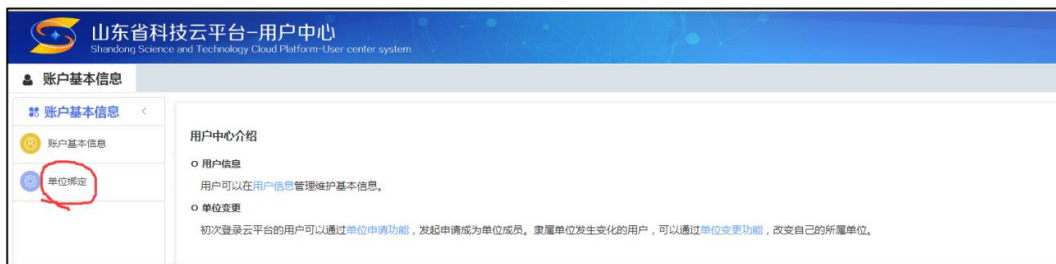 山东省科技云平台-用户中心
Shandong Science and Technology Cloud Platform-User center system
账户基本信息
账户基本信息 <
账户基本信息
单位绑定
用户中心介绍
o 用户信息
用户可以在用户信息管理维护基本信息。
o 单位变更
初次登录云平台的用户可以通过单位申请功能，发起申请成为单位成员。隶属单位发生变化的用户，可以通过单位变更功能，改变自己的所属单位。